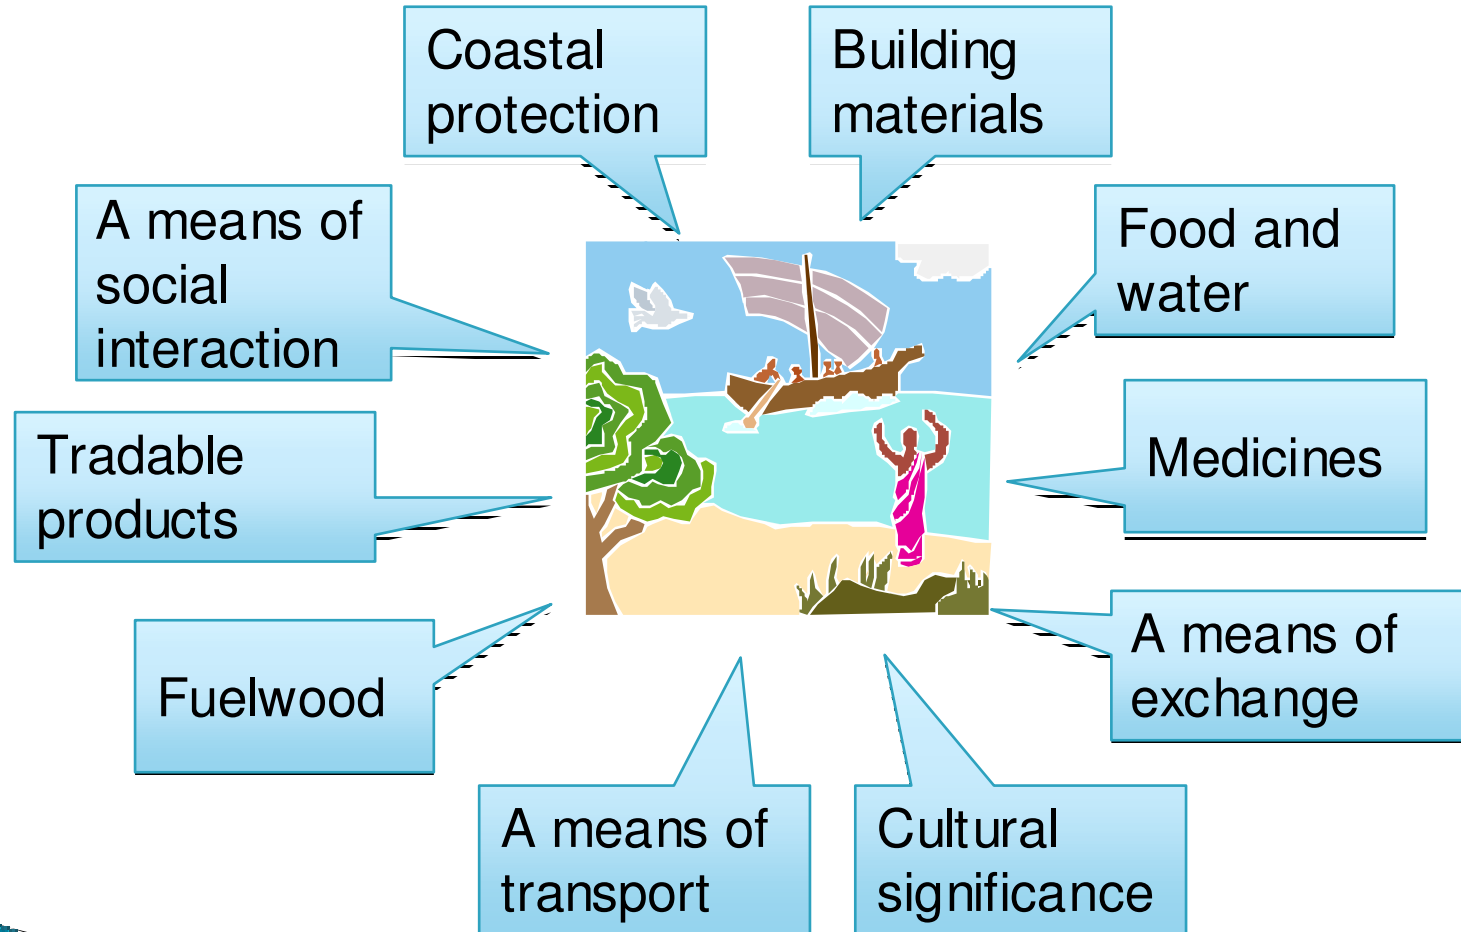 Coastal
protection
Building
materials
A means of
social
interaction
Food and
water
Tradable
products
Medicines
Fuelwood
A means of
exchange
A means of
transport
Cultural
significance